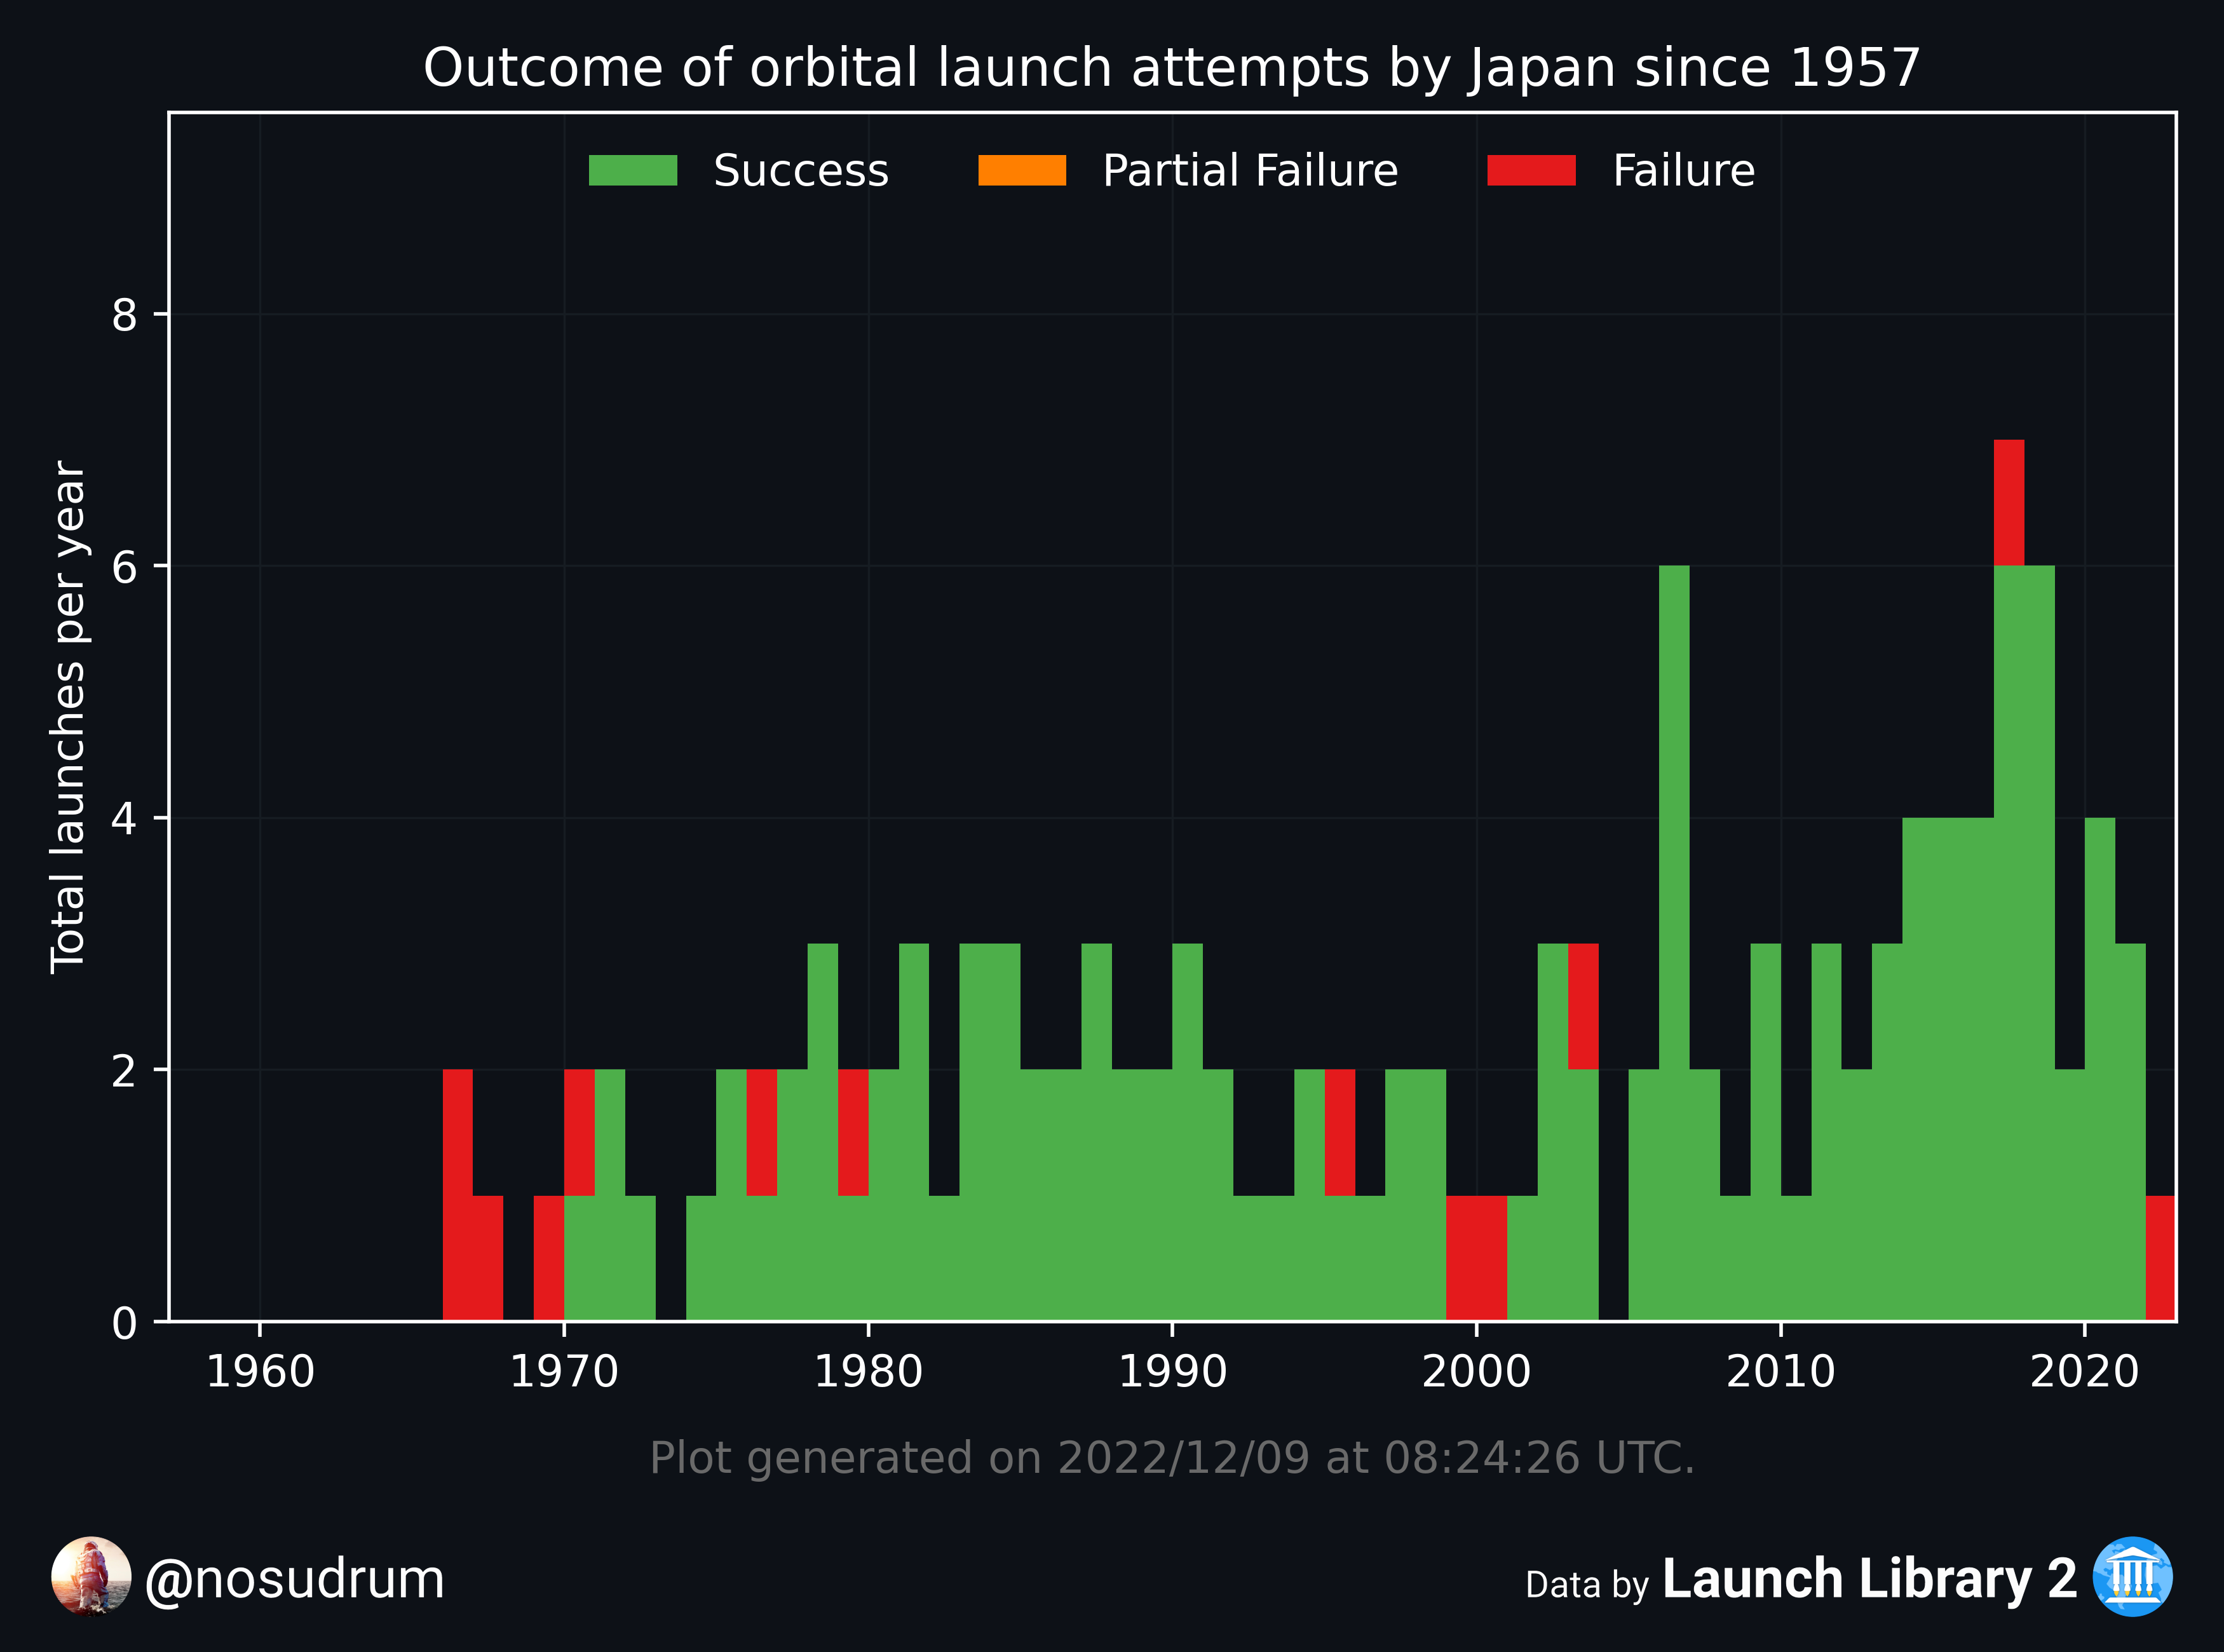 Outcome of orbital launch attempts by Japan since 1957
Success Partial Failure Failure
Total launches per year
8
6
4
2
0
1960 1970 1980 1990 2000 2010 2020
Plot generated on 2022/12/09 at 08:24:26 UTC.
@nosudrum
Data by Launch Library 2